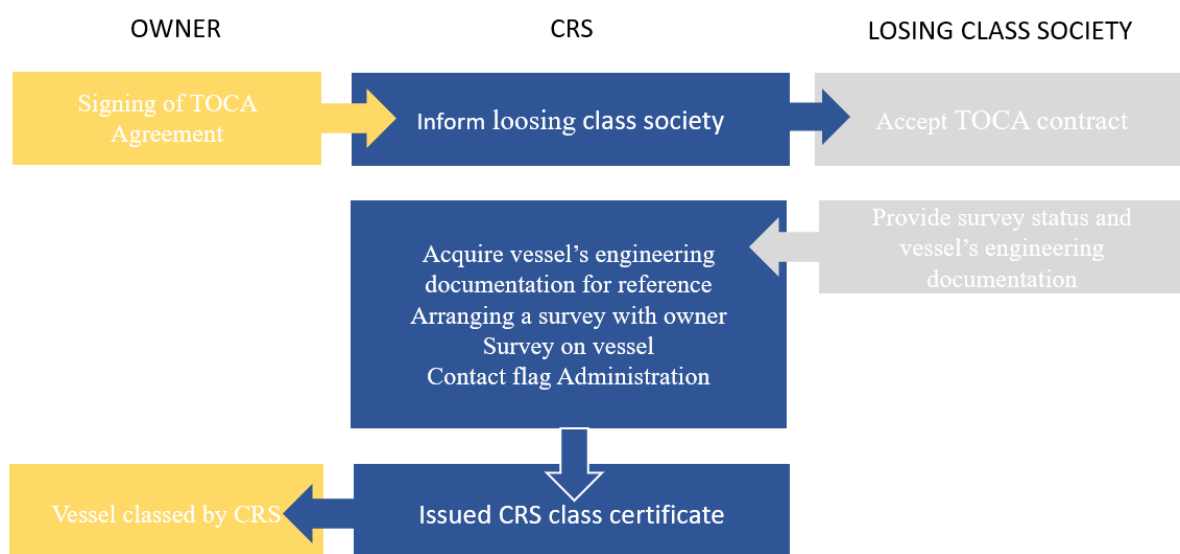 OWNER
CRS
LOSING CLASS SOCIETY
Signing of TOCA
Agreement
Inform loosing class society
Accept TOCA contract
Acquire vessel’s engineering
documentation for reference
Arranging a survey with owner
Survey on vessel
Contact flag Administration
Provide survey status and
vessel’s engineering
documentation
Vessel classed by CRS
Issued CRS class certificate